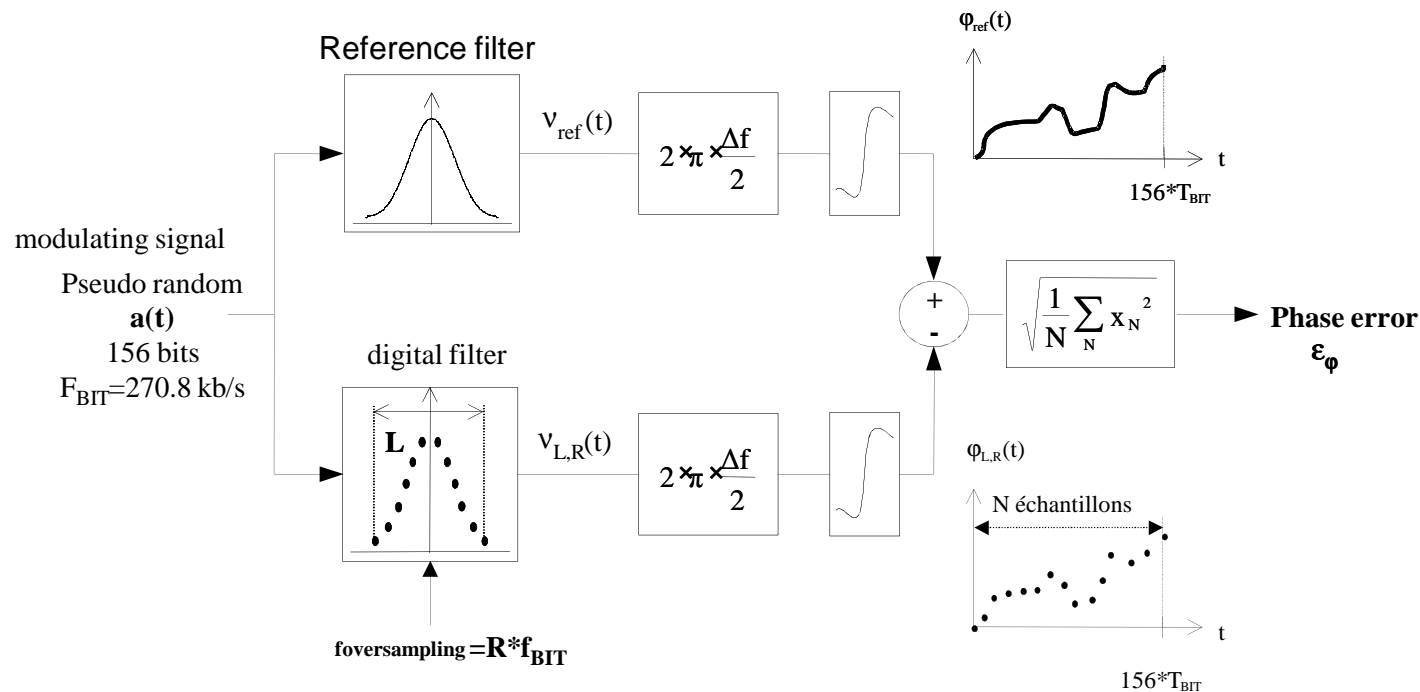 φref(t)
Reference filter
νref(t)
2×π×Δf/2
t
156*TBIT
modulating signal
Pseudo random
a(t)
156 bits
FBIT=270.8 kb/s
+
-
√(1/N ∑N xN²)
Phase error
εφ
digital filter
L
νL,R(t)
2×π×Δf/2
φL,R(t)
N échantillons
t
foversampling=R*fBIT
156*TBIT